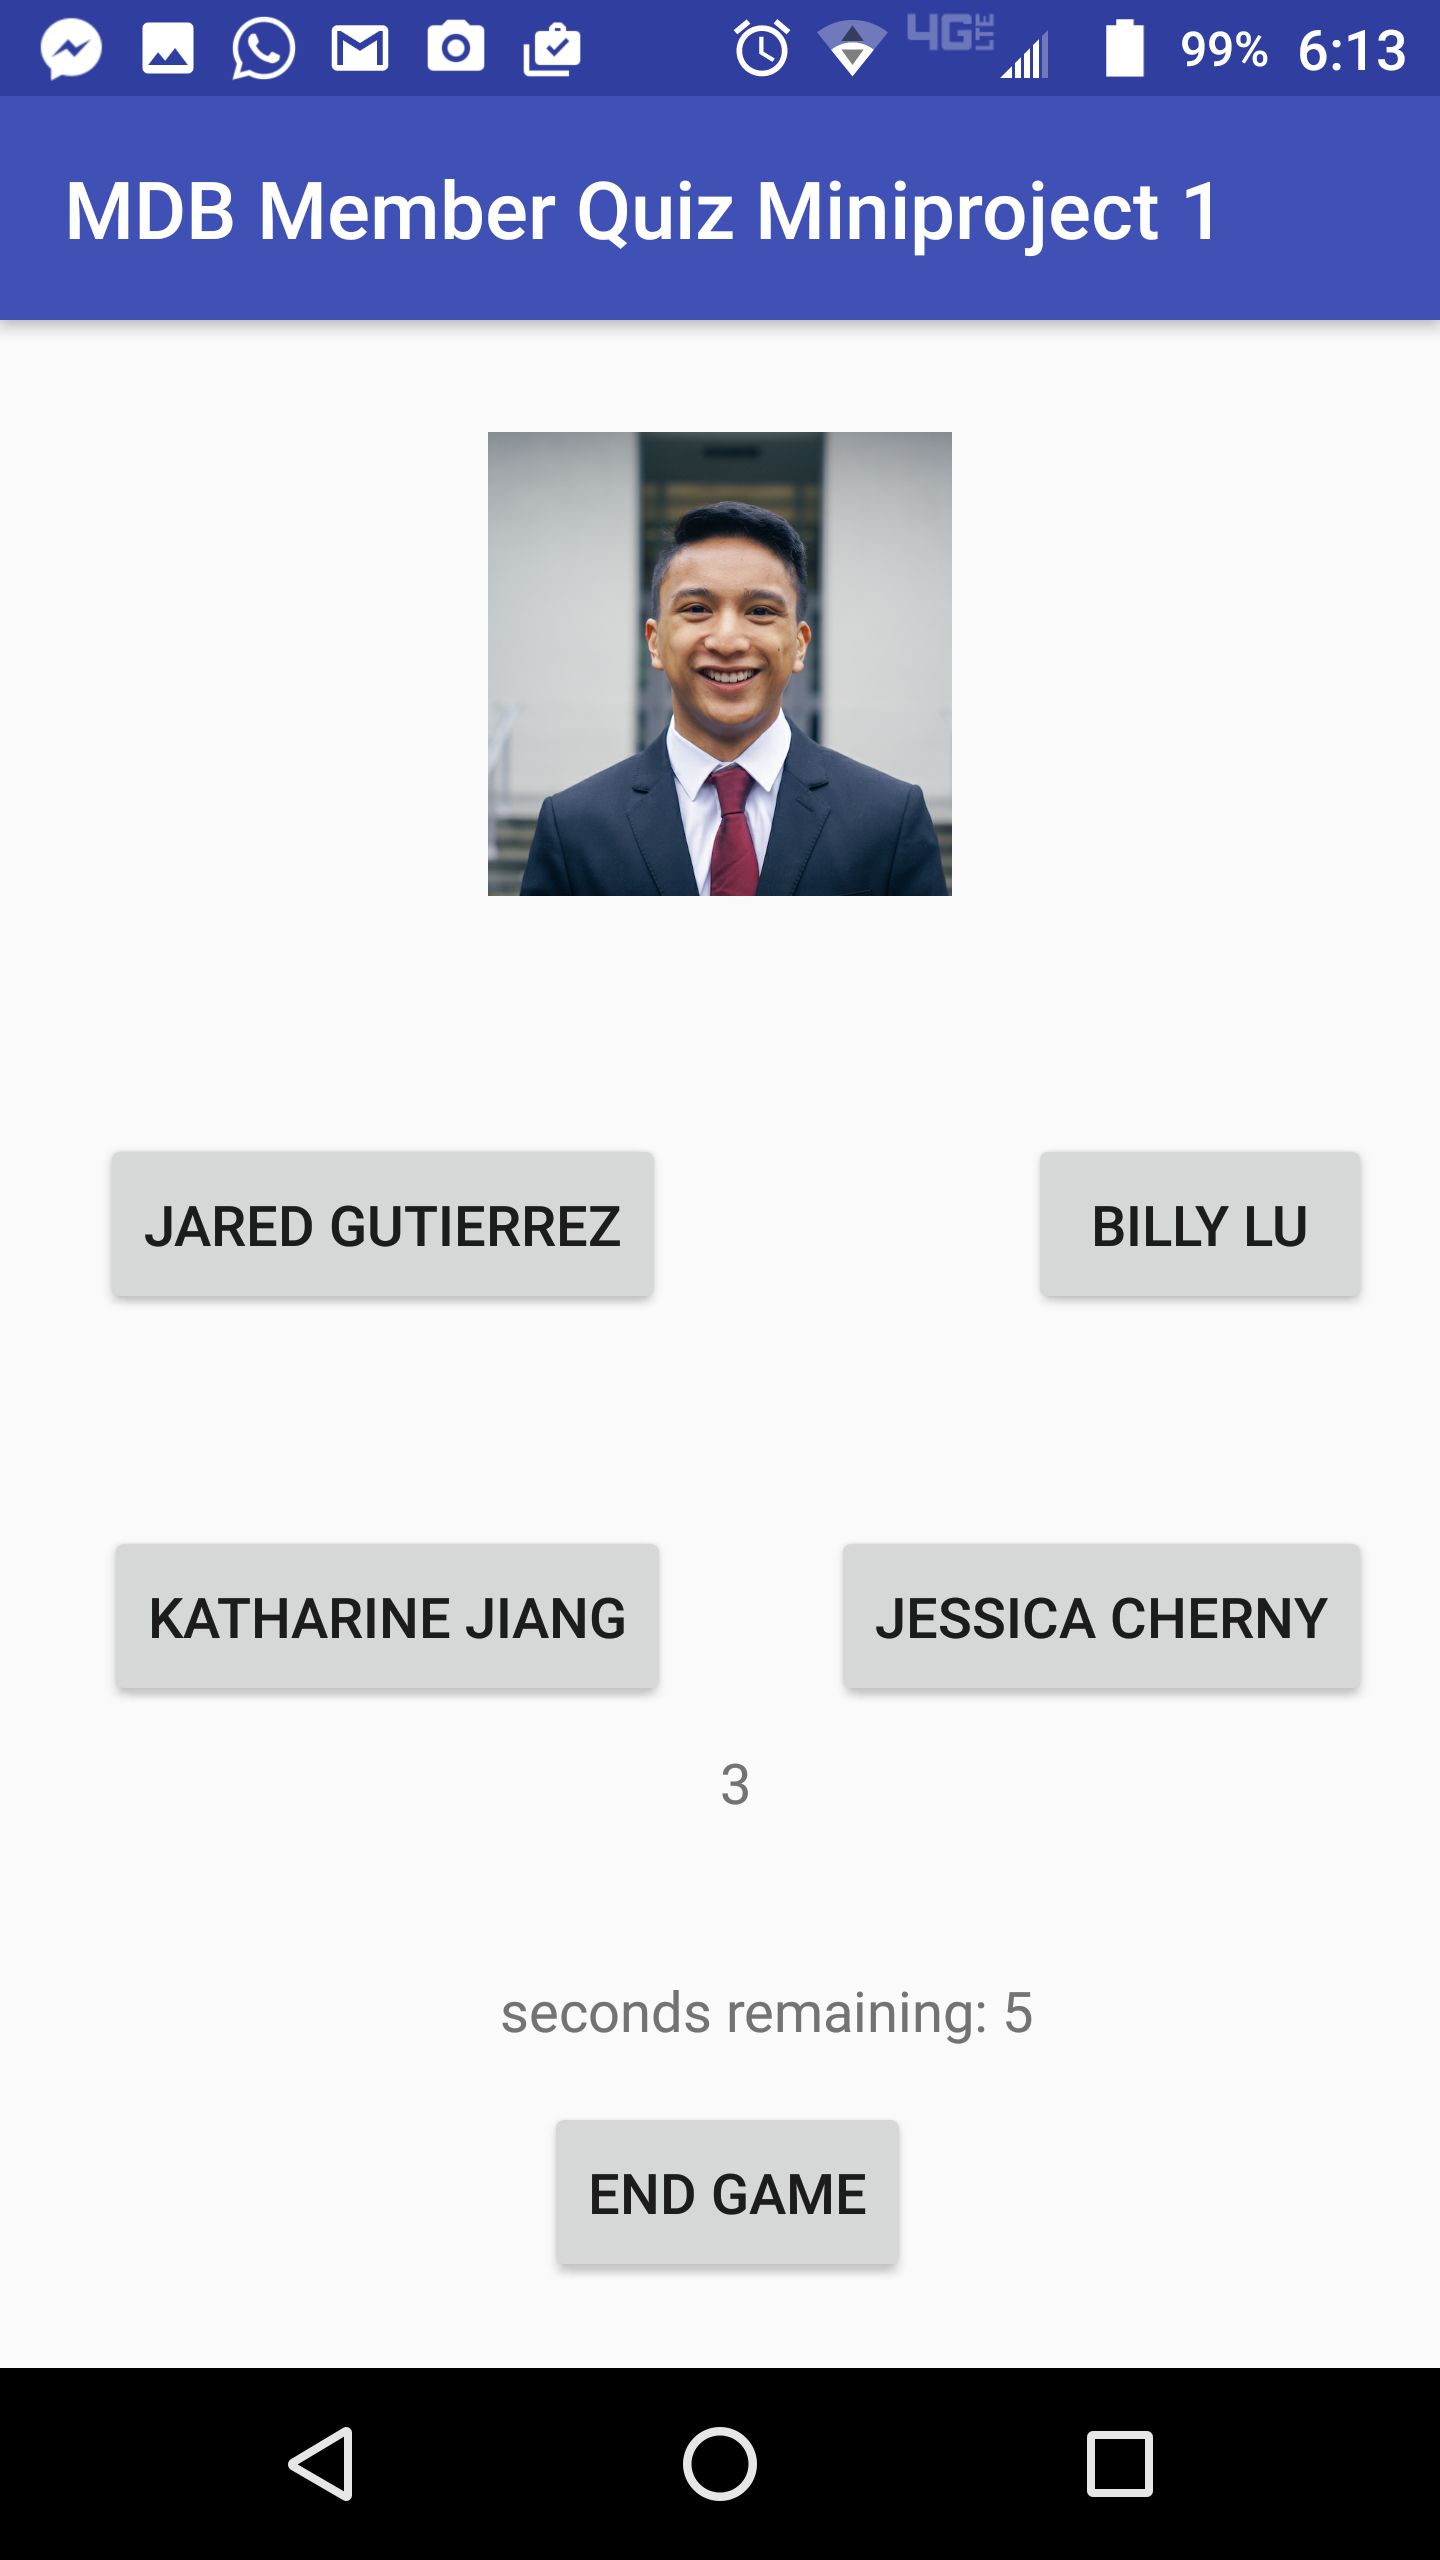 4G LTE 99% 6:13
MDB Member Quiz Miniproject 1
JARED GUTIERREZ
BILLY LU
KATHARINE JIANG
JESSICA CHERNY
3
seconds remaining: 5
END GAME